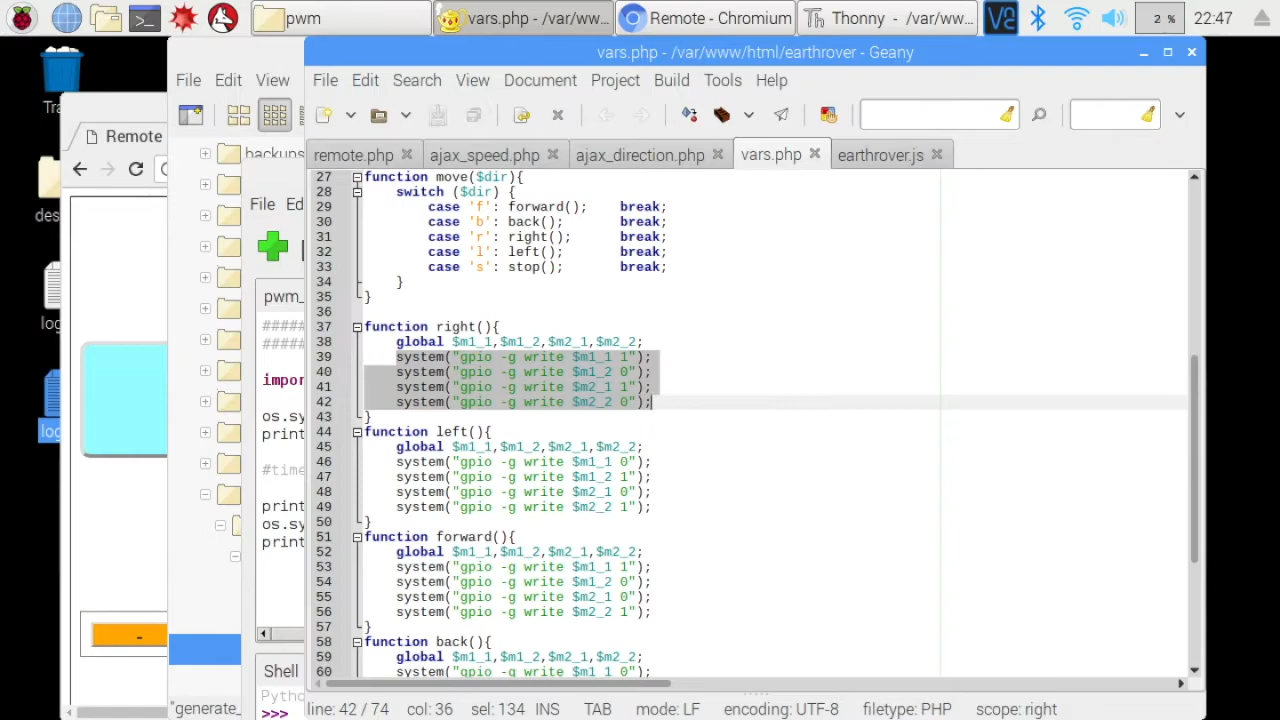 pwm
vars.php - /var/ww...
Remote - Chromium
Thonny - /var/w...
2 %
22:47
vars.php - /var/www/html/earthrover - Geany
File Edit View
File Edit Search View Document Project Build Tools Help
Remote
remote.php
ajax_speed.php
ajax_direction.php
vars.php
earthrover.js
backups
File
pwm_
#####
#####
print
#time
print
print
27 function move($dir){
28 switch ($dir) {
29 case 'f': forward(); break;
30 case 'b': back(); break;
31 case 'r': right(); break;
32 case 'l': left(); break;
33 case 's': stop(); break;
34 }
35 }
36
37 function right(){
38 global $m1_1,$m1_2,$m2_1,$m2_2;
39 system("gpio -g write $m1_1 1");
40 system("gpio -g write $m1_2 0");
41 system("gpio -g write $m2_1 1");
42 system("gpio -g write $m2_2 0");
43 }
44 function left(){
45 global $m1_1,$m1_2,$m2_1,$m2_2;
46 system("gpio -g write $m1_1 0");
47 system("gpio -g write $m1_2 1");
48 system("gpio -g write $m2_1 0");
49 system("gpio -g write $m2_2 1");
50 }
51 function forward(){
52 global $m1_1,$m1_2,$m2_1,$m2_2;
53 system("gpio -g write $m1_1 1");
54 system("gpio -g write $m1_2 0");
55 system("gpio -g write $m2_1 0");
56 system("gpio -g write $m2_2 1");
57 }
58 function back(){
59 global $m1_1,$m1_2,$m2_1,$m2_2;
60 system("gpio -g write $m1_1 0");
-
Shell
>>>
"generate_
line: 42 / 74 col: 36 sel: 134 INS TAB mode: LF encoding: UTF-8 filetype: PHP scope: right